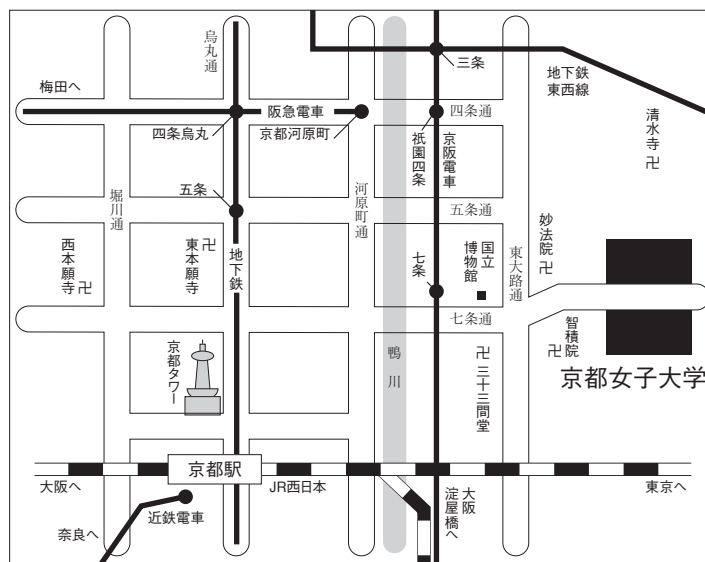 烏丸通
三条
地下鉄
東西線
梅田へ
阪急電車
四条通
四条烏丸
京都河原町
祇園四条
京阪電車
清水寺
卍
堀川通
五条
河原町通
五条通
西本願寺
卍
東本願寺
卍
地下鉄
七条
国立
博物館
東大路通
妙法院
卍
七条通
智積院
卍
京都タワー
鴨川
卍
三十三間堂
京都女子大学
京都駅
大阪へ
JR西日本
東京へ
近鉄電車
奈良へ
大阪
淀屋橋へ